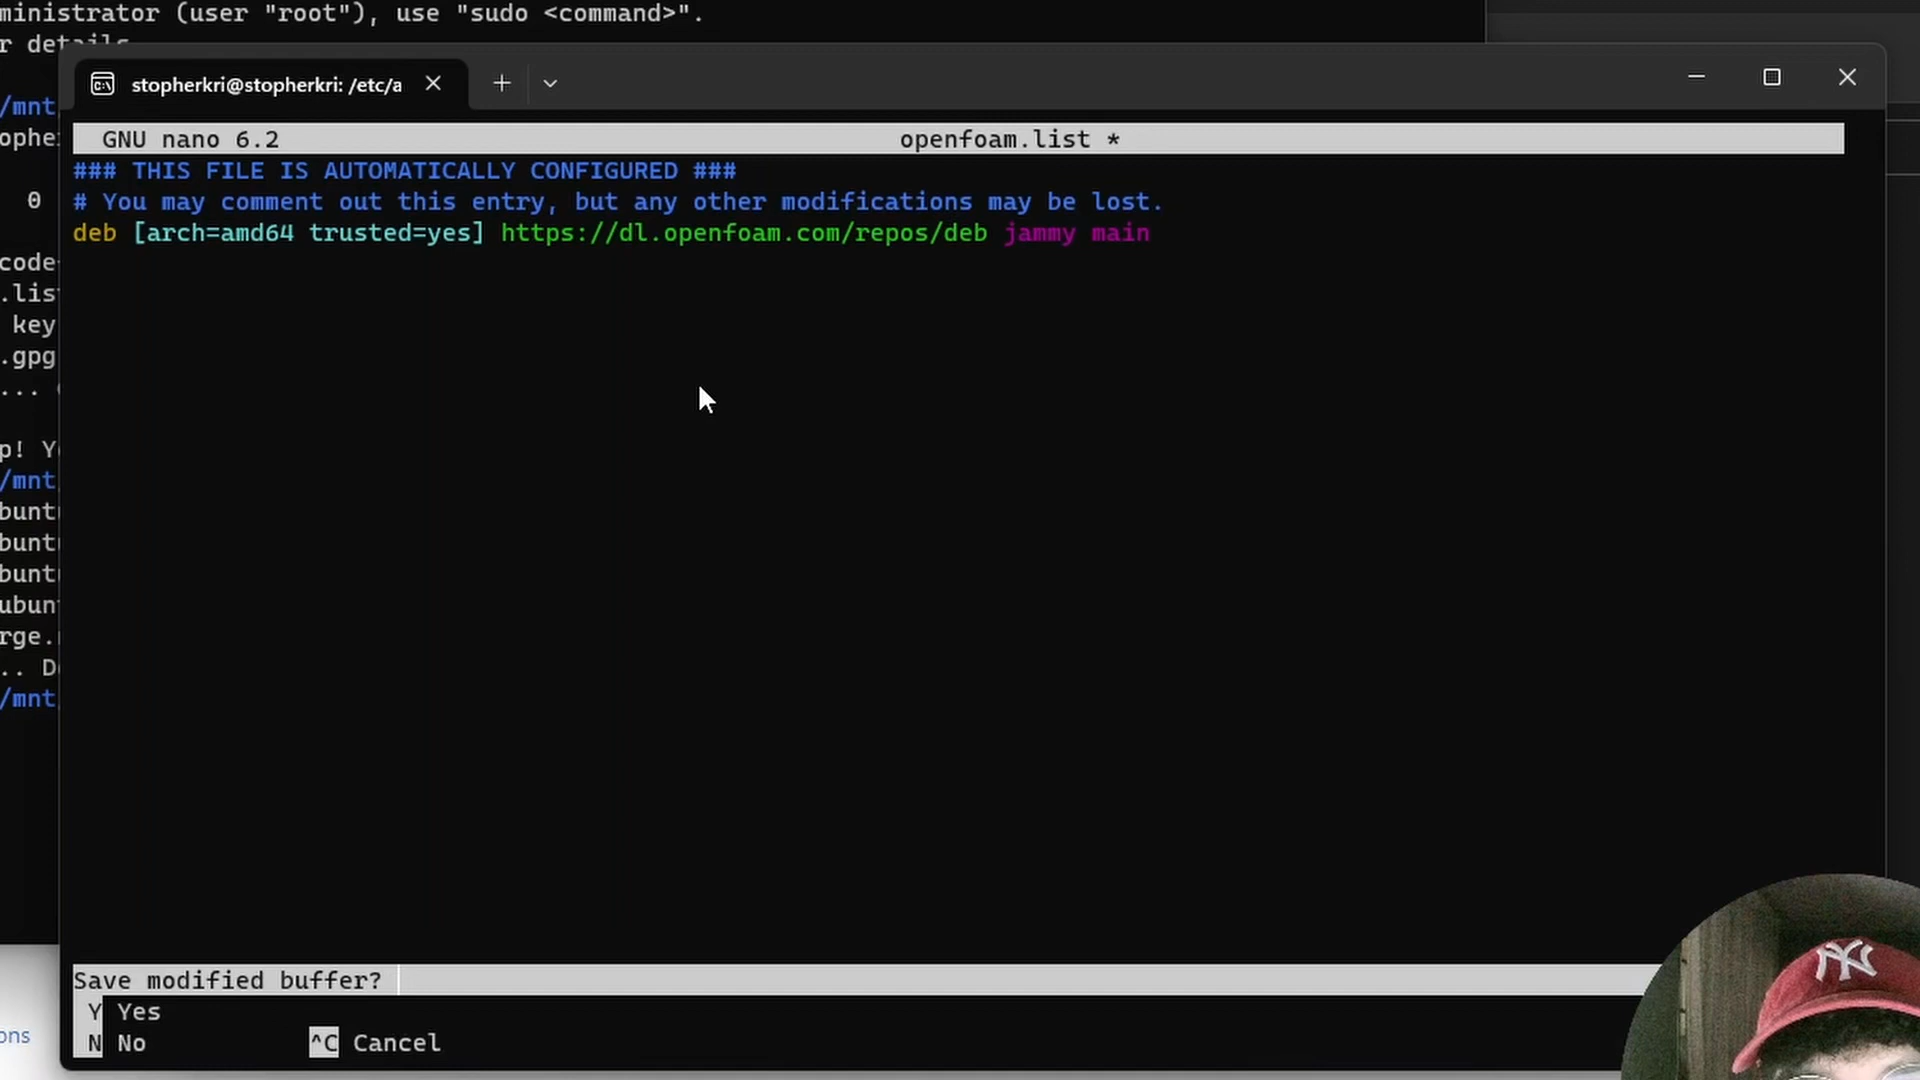 ministrator (user "root"), use "sudo <command>".
r details
stopherkri@stopherkri: /etc/a
/mnt
ophe
0
code
.lis
key
.gpg
...
p! Y
/mnt
bunt
bunt
bunt
ubun
rge.
.. D
/mnt
ons
GNU nano 6.2 openfoam.list *
### THIS FILE IS AUTOMATICALLY CONFIGURED ###
# You may comment out this entry, but any other modifications may be lost.
deb [arch=amd64 trusted=yes] https://dl.openfoam.com/repos/deb jammy main
Save modified buffer?
Y Yes
N No ^C Cancel
NY